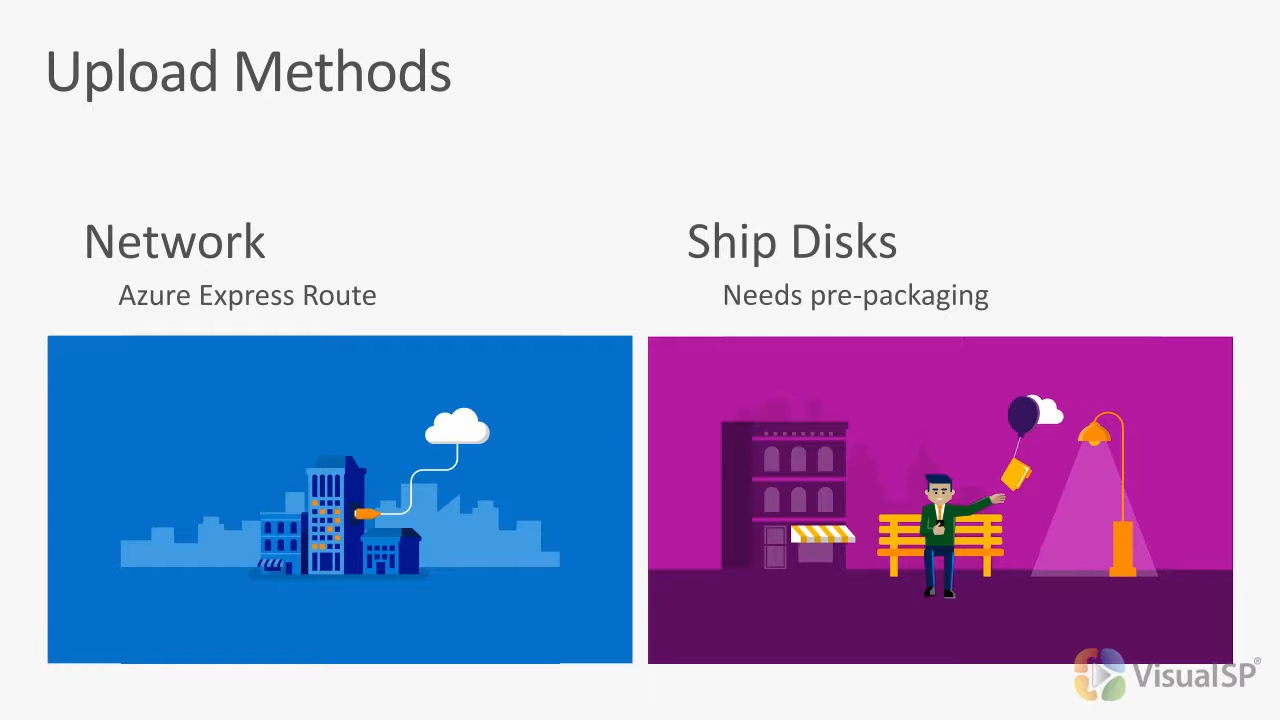 Upload Methods
Network
Azure Express Route
Ship Disks
Needs pre-packaging
VisualSP®